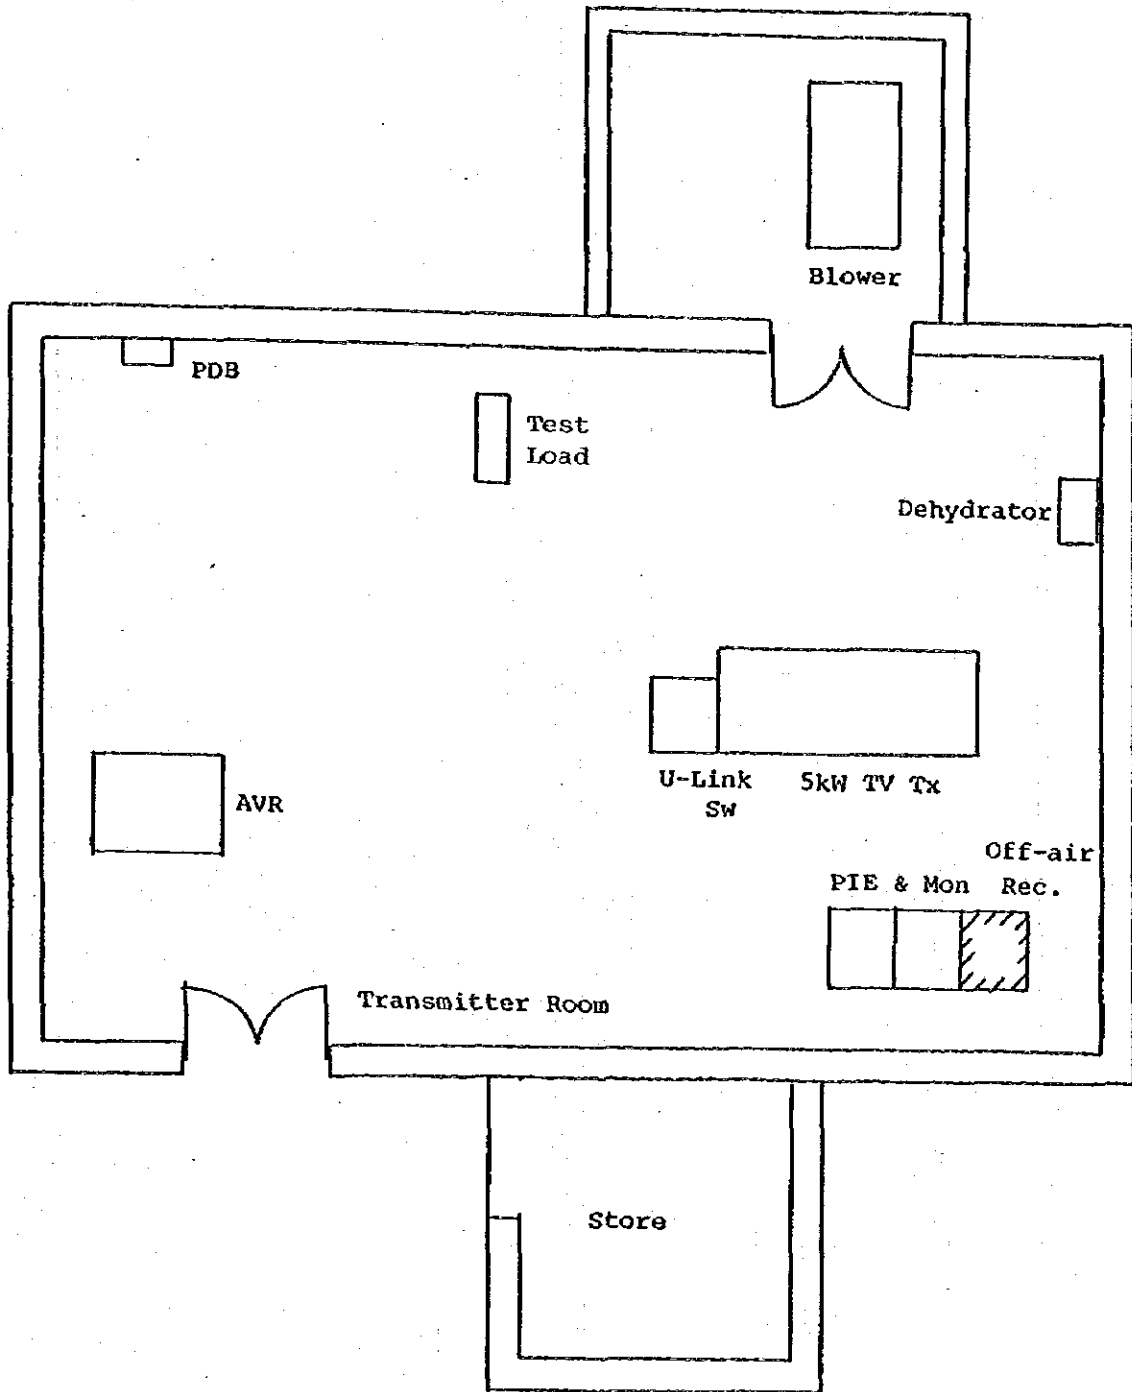 Blower
PDB
Test
Load
Dehydrator
U-Link
Sw
5kW TV Tx
AVR
Off-air
PIE & Mon Rec.
Transmitter Room
Store